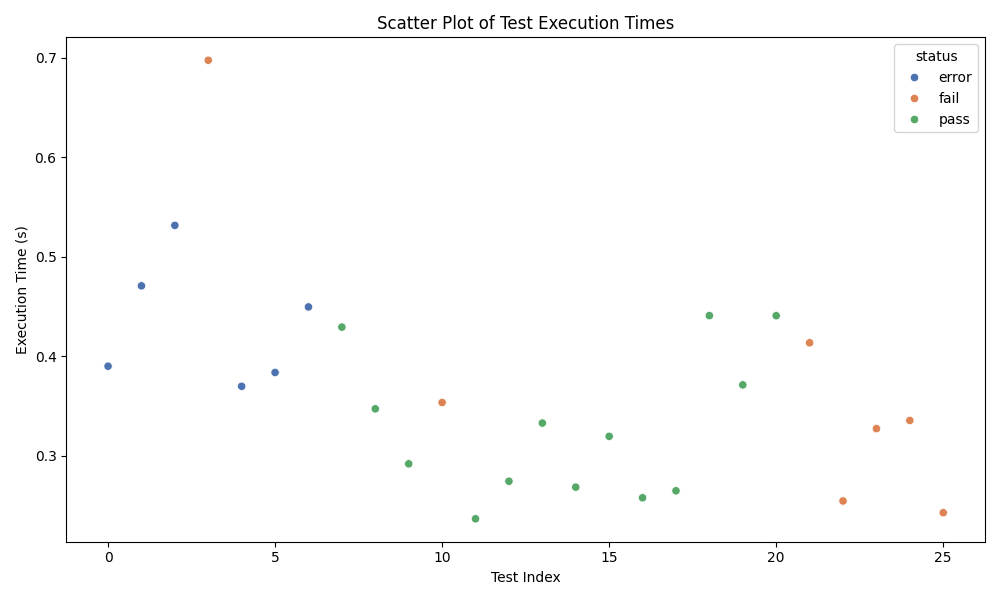 Scatter Plot of Test Execution Times
status
error
fail
pass
Execution Time (s)
0.7
0.6
0.5
0.4
0.3
0
5
10
15
20
25
Test Index